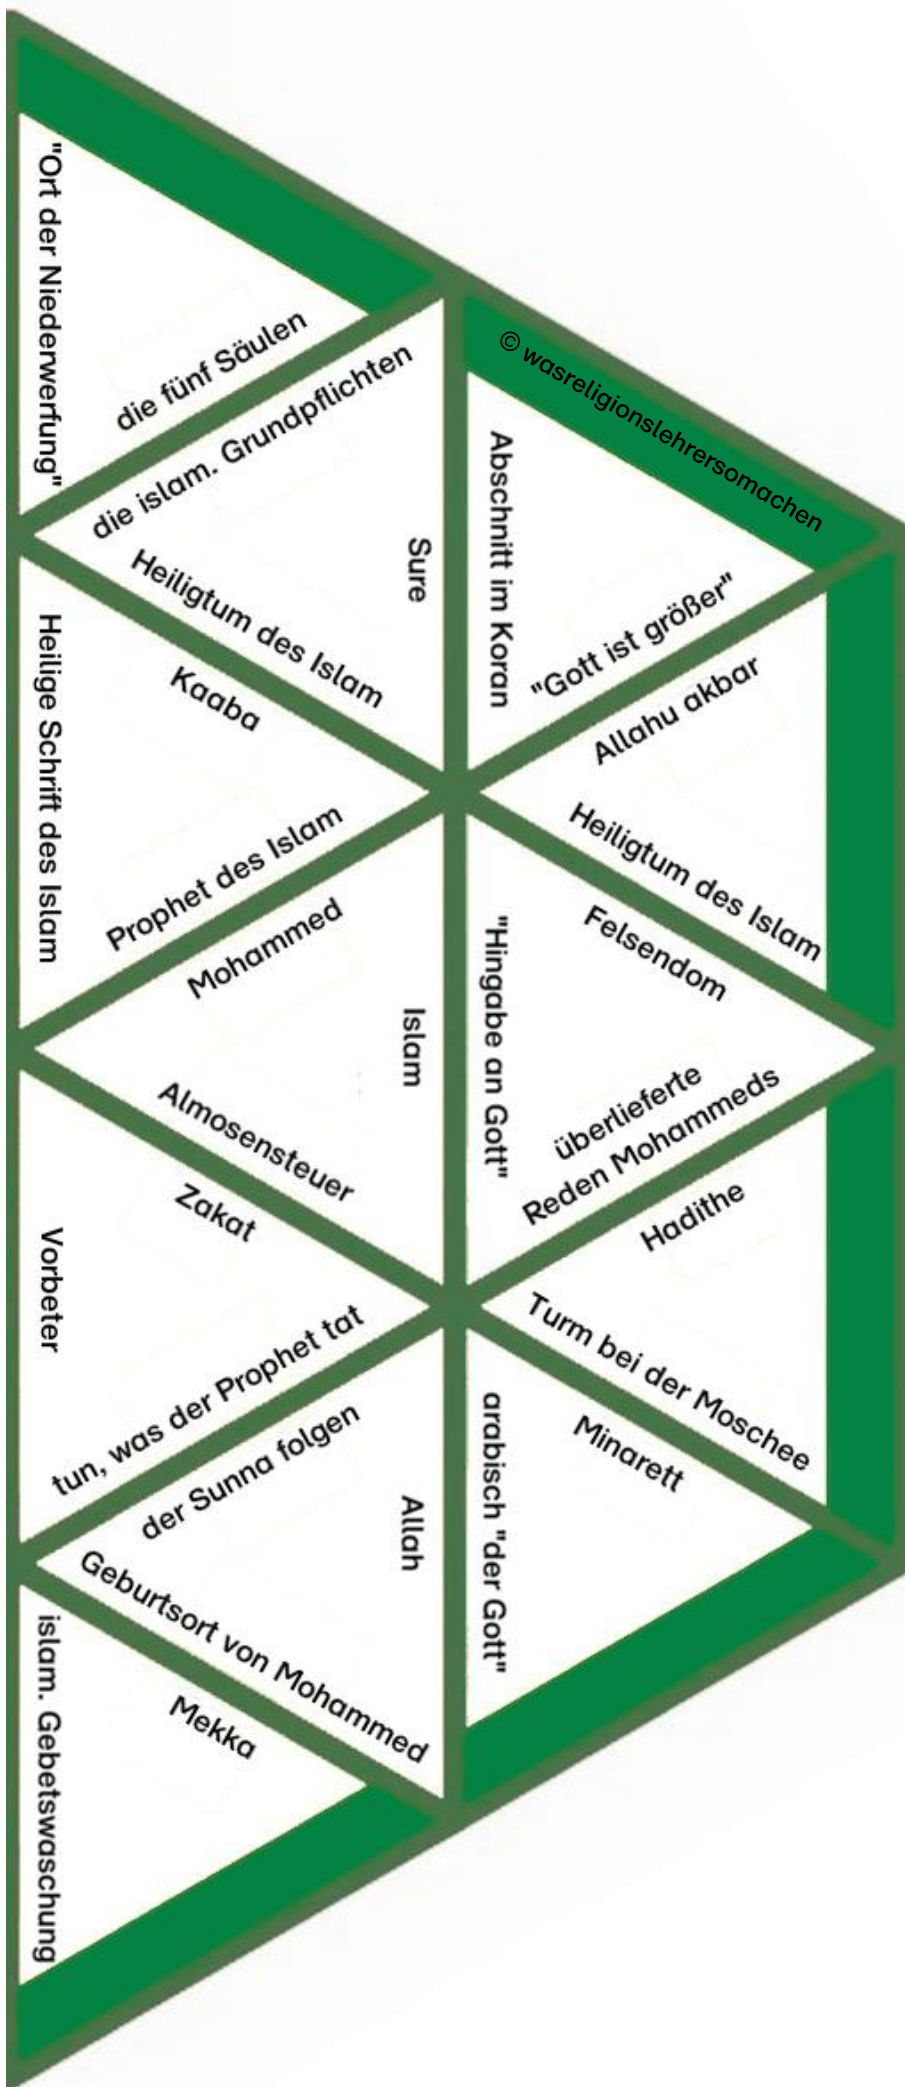 "Ort der Niederwerfung"
die fünf Säulen
die islam. Grundpflichten
Sure
Heiligtum des Islam
© wasreligionslehrersomachen
Abschnitt im Koran
"Gott ist größer"
Allahu akbar
Heiligtum des Islam
Heilige Schrift des Islam
Kaaba
Prophet des Islam
Mohammed
Islam
Almosensteuer
"Hingabe an Gott"
Felsendom
überlieferte
Reden Mohammeds
Hadithe
Turm bei der Moschee
Vorbeter
Zakat
tun, was der Prophet tat
der Sunna folgen
Allah
Geburtsort von Mohammed
arabisch "der Gott"
Minarett
islam. Gebetswaschung
Mekka